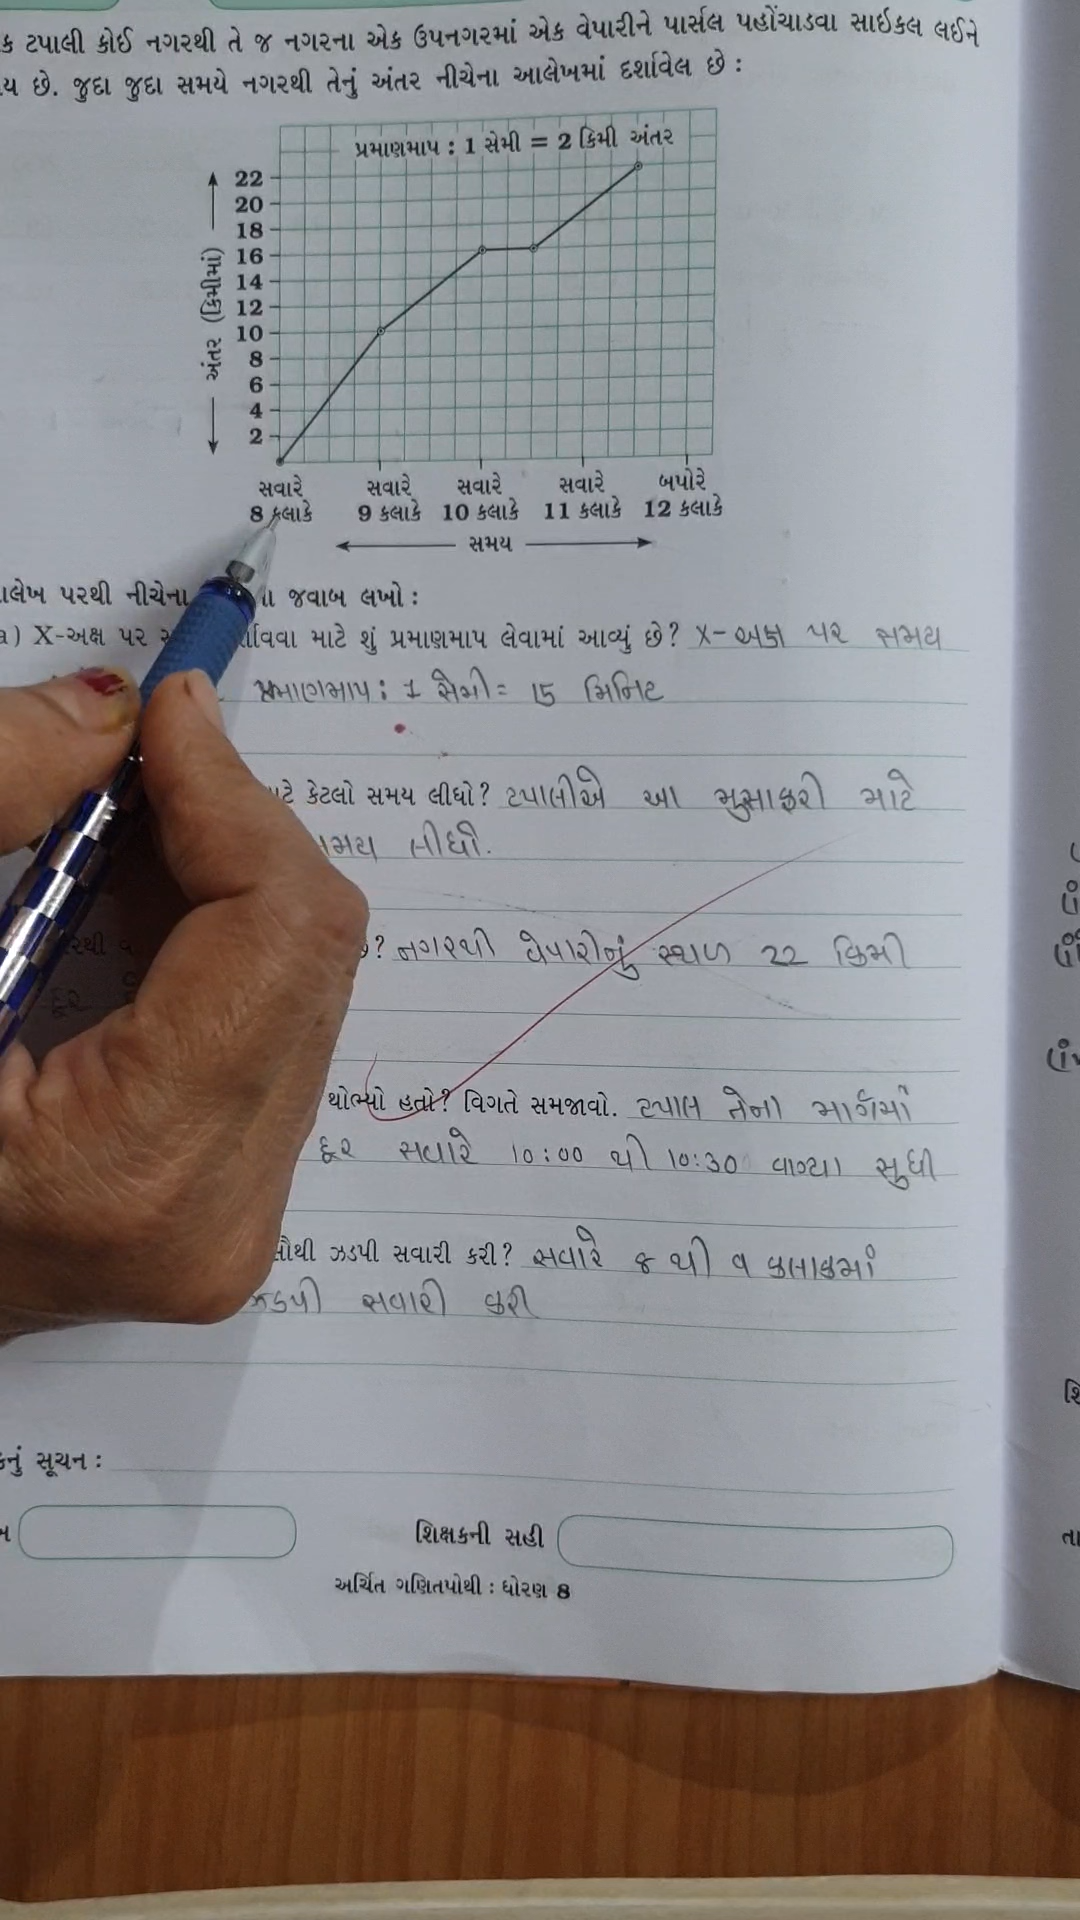 ક ટપાલી કોઈ નગરથી તે જ નગરના એક ઉપનગરમાં એક વેપારીને પાર્સલ પહોંચાડવા સાઇકલ લઈને
ય છે. જુદા જુદા સમયે નગરથી તેનું અંતર નીચેના આલેખમાં દર્શાવેલ છે :
પ્રમાણમાપ : 1 સેમી = 2 કિમી અંતર
22
20
18
16
14
12
10
8
6
4
2
અંતર (કિમીમાં)
સવારે સવારે સવારે સવારે બપોરે
8 કલાકે 9 કલાકે 10 કલાકે 11 કલાકે 12 કલાકે
સમય
લેખ પરથી નીચેના જવાબ લખો :
a) X-અક્ષ પર વવા માટે શું પ્રમાણમાપ લેવામાં આવ્યું છે? X- અક્ષ પર સમય
પ્રમાણમાપ : 1 સેમી = 15 મિનિટ
માટે કેટલો સમય લીધો? ટપાલીએ આ મુસાફરી માટે
સમય લીધો.
? નગરથી વેપારીનું સ્થળ 22 કિમી
દૂર
થોભ્યો હતો? વિગતે સમજાવો. ટપાલ તેના માર્ગમાં
દૂર સવારે 10:00 થી 10:30 વાગ્યા સુધી
સૌથી ઝડપી સવારી કરી? સવારે ૮ થી ૯ કલાકમાં
ઝડપી સવારી કરી
કનું સૂચન :
શિક્ષકની સહી
અર્ચિત ગણિતપોથી : ધોરણ 8